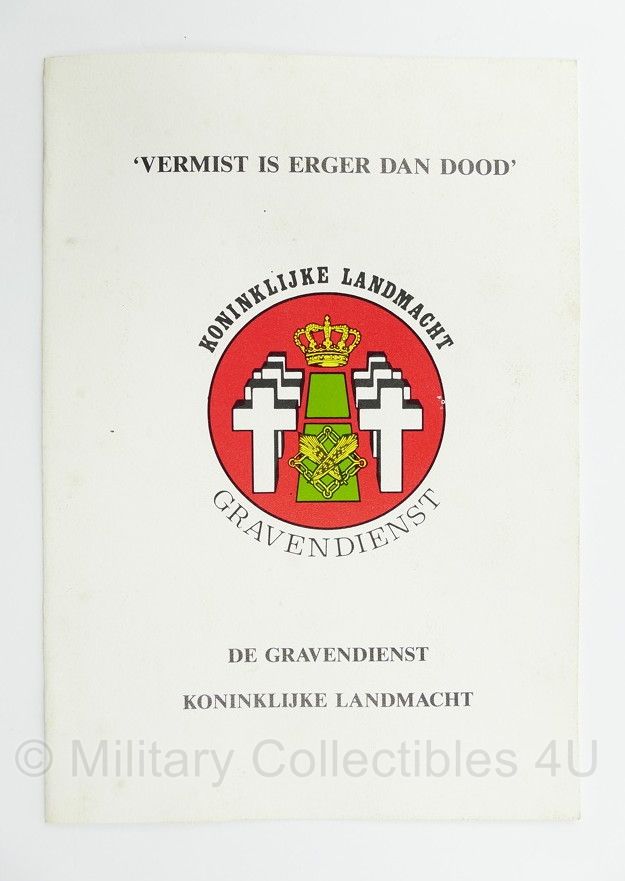 ‘VERMIST IS ERGER DAN DOOD’
KONINKLIJKE LANDMACHT
GRAVENDIENST
DE GRAVENDIENST
KONINKLIJKE LANDMACHT
© Military Collectibles 4U